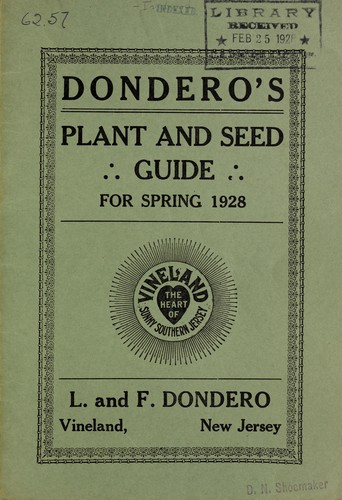 6257
INDEXED
LIBRARY
RECEIVED
★ FEB 25 1928 ★
DONDERO'S
PLANT AND SEED
∴ GUIDE ∴
FOR SPRING 1928
VINELAND
THE
HEART
OF
SUNNY SOUTHERN JERSEY
L. and F. DONDERO
Vineland, New Jersey
D. N. Shoemaker